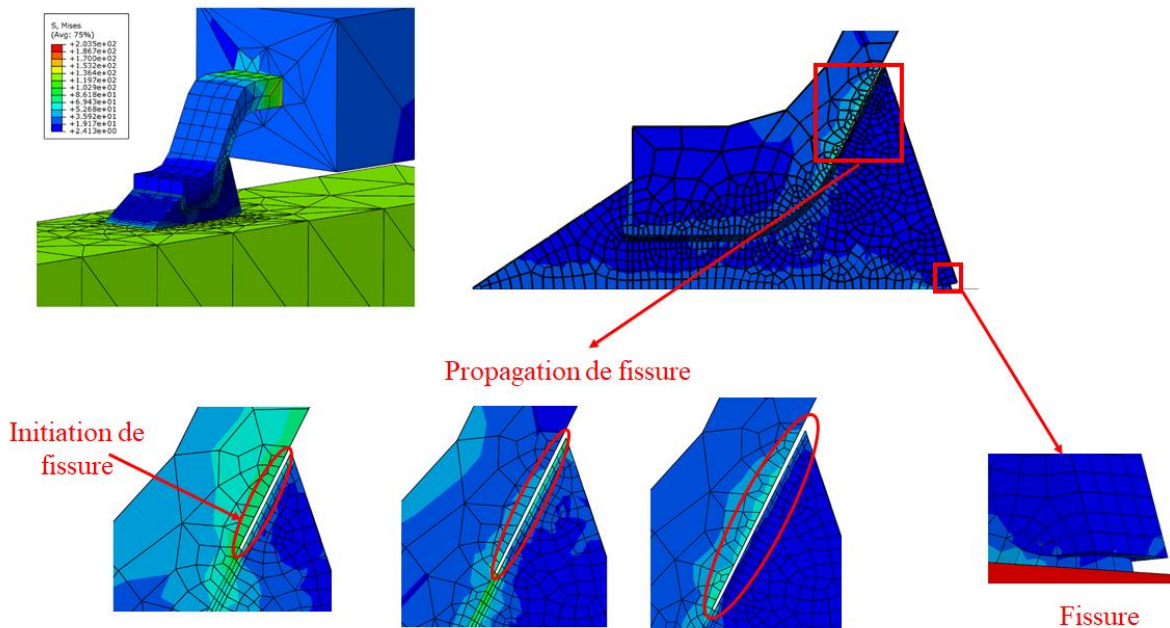 S, Mises
(Avg: 75%)
+2.035e+02
+1.867e+02
+1.700e+02
+1.532e+02
+1.364e+02
+1.197e+02
+1.029e+02
+8.618e+01
+6.943e+01
+5.268e+01
+3.592e+01
+1.917e+01
+2.413e+00
Propagation de fissure
Initiation de
fissure
Fissure